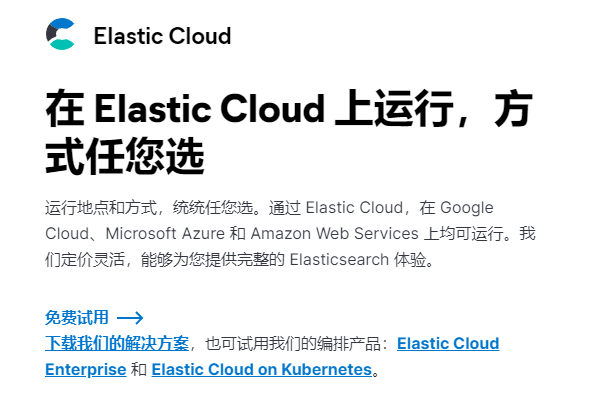 Elastic Cloud
在 Elastic Cloud 上运行，方
式任您选
运行地点和方式，统统任您选。通过 Elastic Cloud，在 Google
Cloud、Microsoft Azure 和 Amazon Web Services 上均可运行。我
们定价灵活，能够为您提供完整的 Elasticsearch 体验。
免费试用 →
下载我们的解决方案，也可试用我们的编排产品：Elastic Cloud
Enterprise 和 Elastic Cloud on Kubernetes。